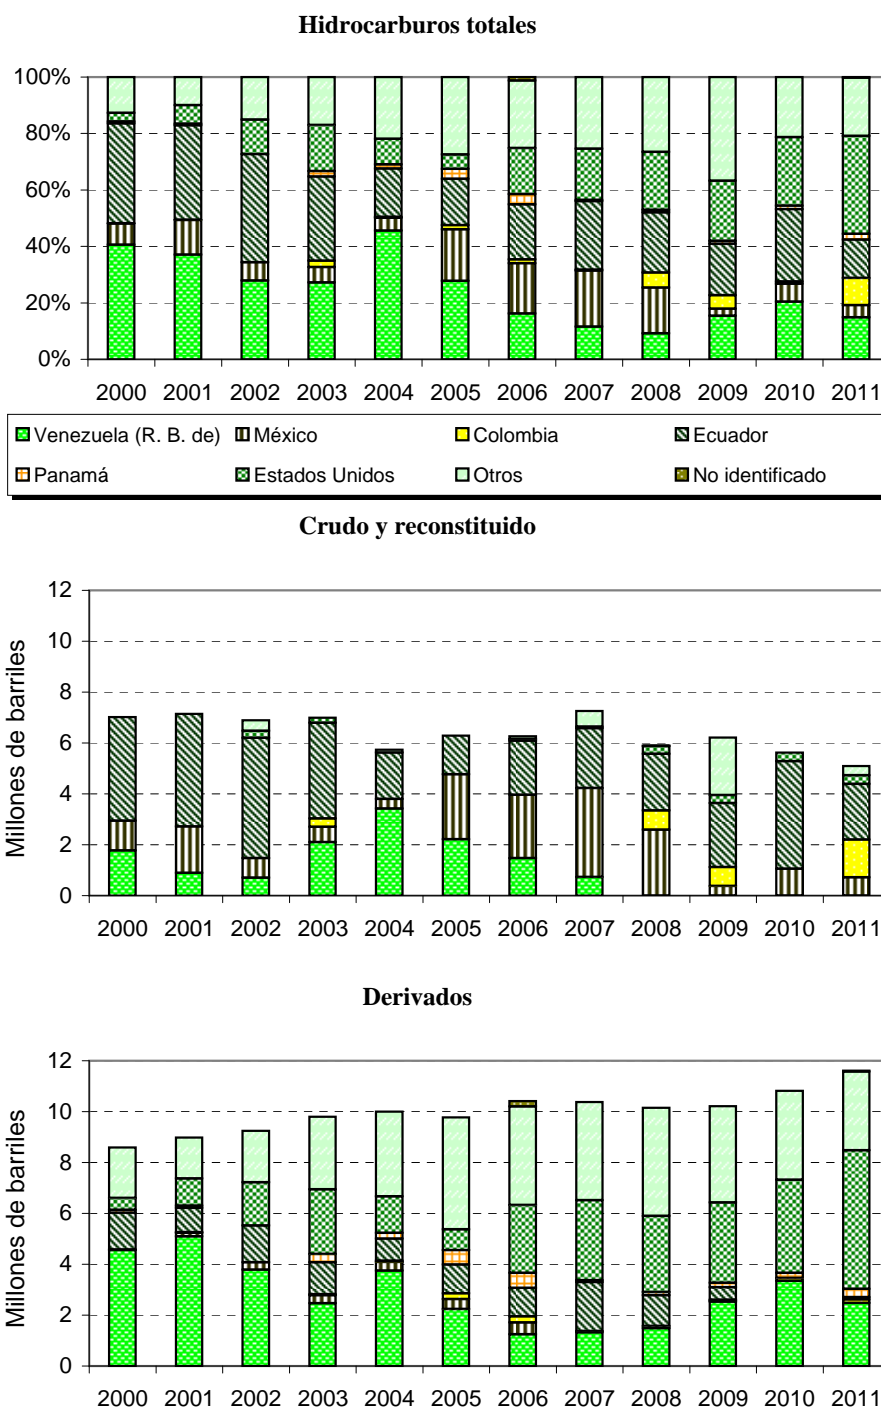 Hidrocarburos totales
100%
80%
60%
40%
20%
0%
2000 2001 2002 2003 2004 2005 2006 2007 2008 2009 2010 2011
Venezuela (R. B. de) México Colombia Ecuador
Panamá Estados Unidos Otros No identificado
Crudo y reconstituido
Millones de barriles
12
10
8
6
4
2
0
2000 2001 2002 2003 2004 2005 2006 2007 2008 2009 2010 2011
Derivados
Millones de barriles
12
10
8
6
4
2
0
2000 2001 2002 2003 2004 2005 2006 2007 2008 2009 2010 2011